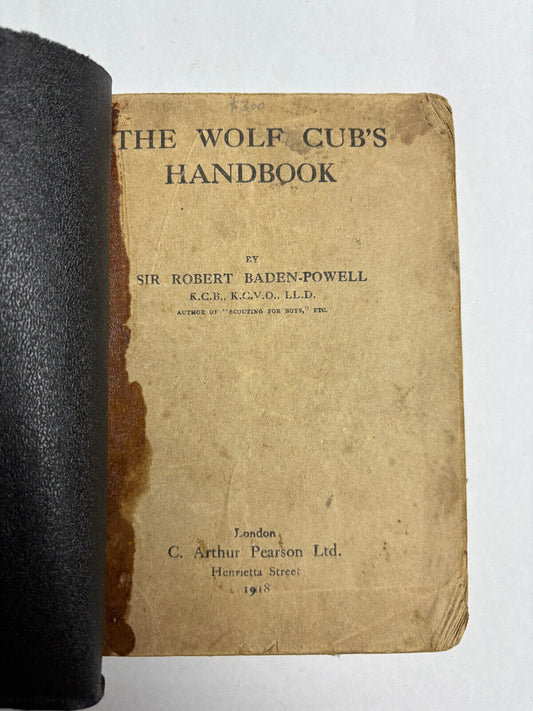 THE WOLF CUB'S
HANDBOOK
BY
SIR ROBERT BADEN-POWELL
K.C.B., K.C.V.O., LL.D.
AUTHOR OF "SCOUTING FOR BOYS," ETC.
London
C. Arthur Pearson Ltd.
Henrietta Street
1918